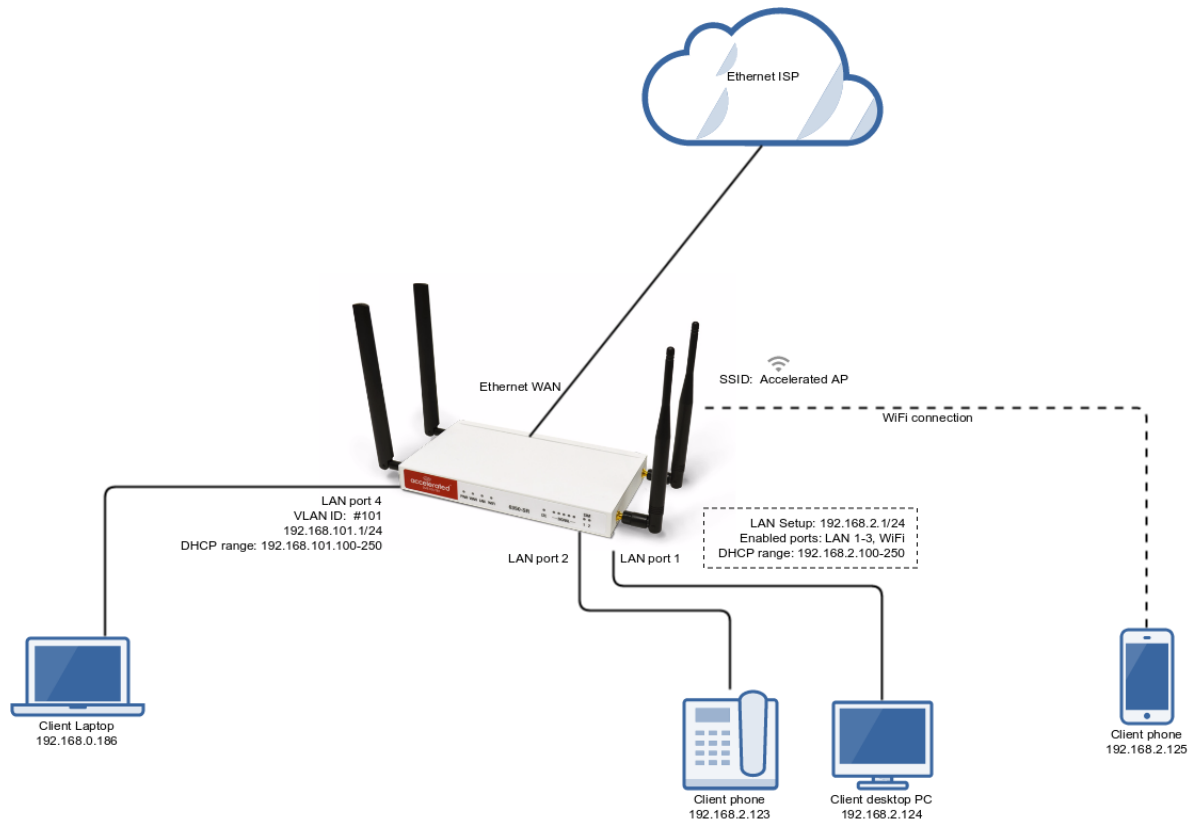 Ethernet ISP
Ethernet WAN
SSID:  Accelerated AP
WiFi connection
LAN port 4
VLAN ID:  #101
192.168.101.1/24
DHCP range: 192.168.101.100-250
accelerated
6350-SR
LAN Setup: 192.168.2.1/24
Enabled ports: LAN 1-3, WiFi
DHCP range: 192.168.2.100-250
LAN port 2
LAN port 1
Client Laptop
192.168.0.186
Client phone
192.168.2.123
Client desktop PC
192.168.2.124
Client phone
192.168.2.125